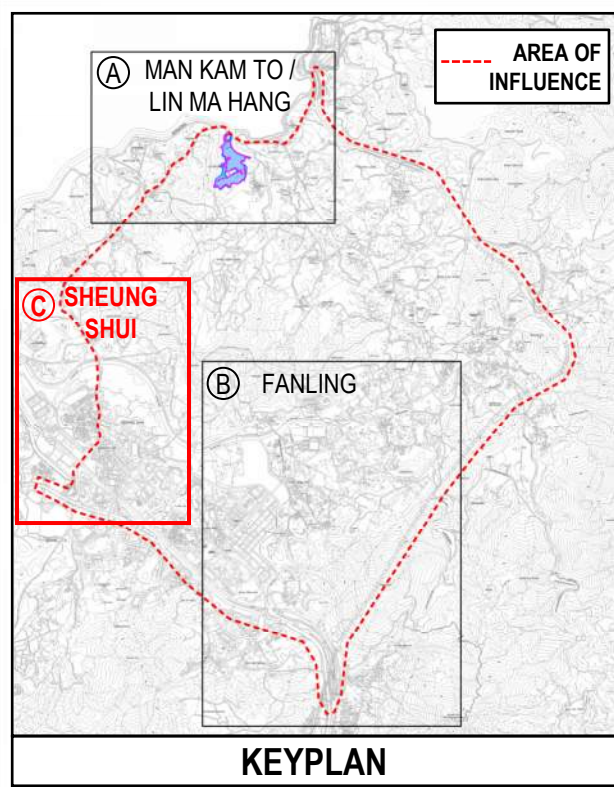 Ⓐ MAN KAM TO /
LIN MA HANG
AREA OF
INFLUENCE
Ⓒ SHEUNG
SHUI
Ⓑ FANLING
KEYPLAN